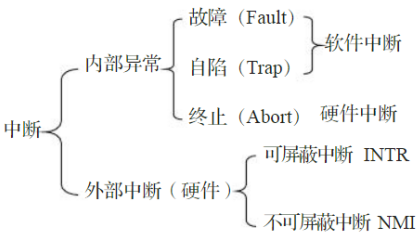 故障（Fault）
软件中断
内部异常
自陷（Trap）
终止（Abort） 硬件中断
中断
可屏蔽中断 INTR
外部中断（硬件）
不可屏蔽中断 NMI